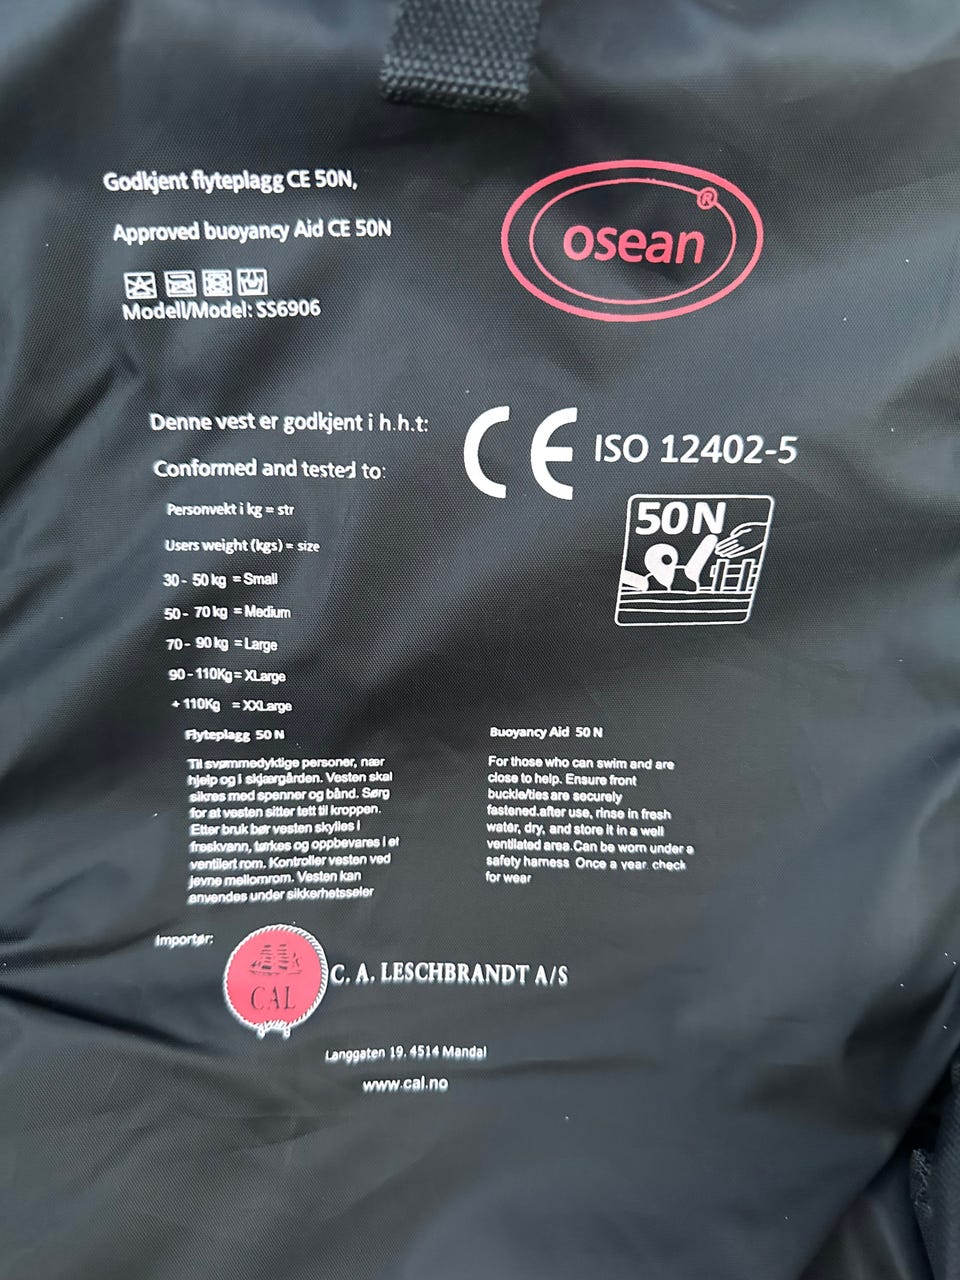 Godkjent flyteplagg CE 50N,
Approved buoyancy Aid CE 50N
osean®
Modell/Model: SS6906
Denne vest er godkjent i h.h.t:
Conformed and tested to:
CE ISO 12402-5
50N
Personvekt i kg = str
Users weight (kgs) = size
30 - 50 kg = Small
50 - 70 kg = Medium
70 - 90 kg = Large
90 - 110Kg = XLarge
+ 110Kg = XXLarge
Flyteplagg 50 N
Til svømmedyktige personer, nær
hjelp og i skjærgården. Vesten skal
sikres med spenner og bånd. Sørg
for at vesten sitter tett til kroppen.
Etter bruk bør vesten skylles i
freskvann, tørkes og oppbevares i et
ventilert rom. Kontroller vesten ved
jevne mellomrom. Vesten kan
anvendes under sikkerhetsseler
Buoyancy Aid 50 N
For those who can swim and are
close to help. Ensure front
buckle/ties are securely
fastened.after use, rinse in fresh
water, dry, and store it in a well
ventilated area.Can be worn under a
safety harness Once a year. check
for wear
Importør:
CAL
C. A. LESCHBRANDT A/S
Langgaten 19, 4514 Mandal
www.cal.no